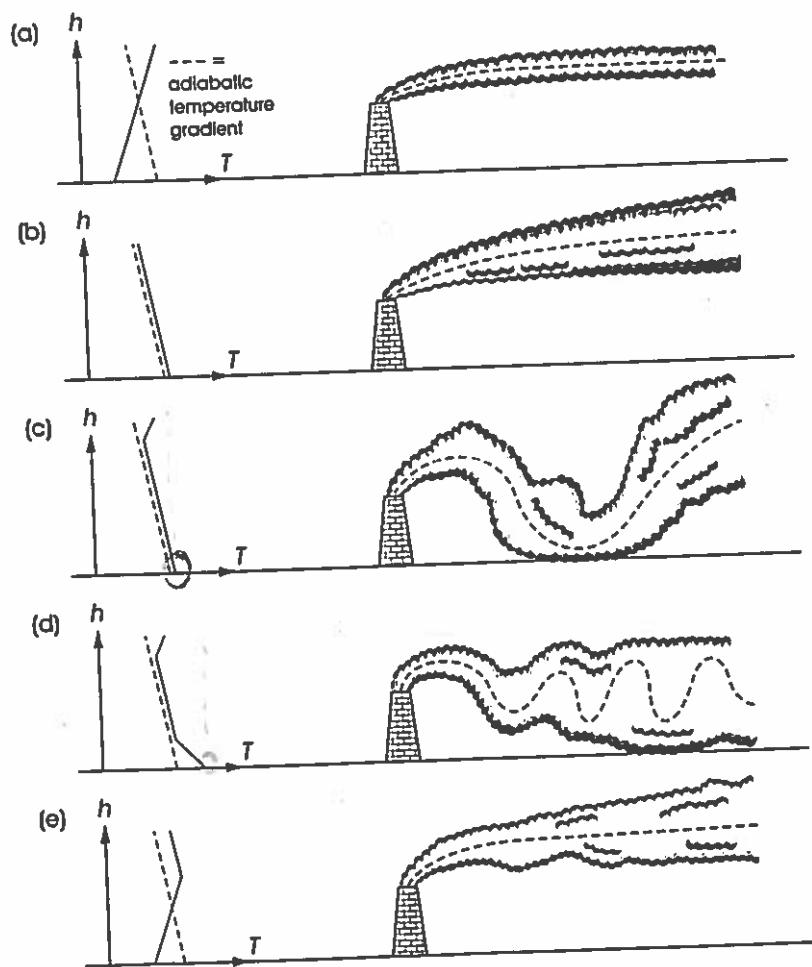 (a)
h
--- =
adiabatic
temperature
gradient
T
(b)
h
T
(c)
h
T
(d)
h
T
(e)
h
T